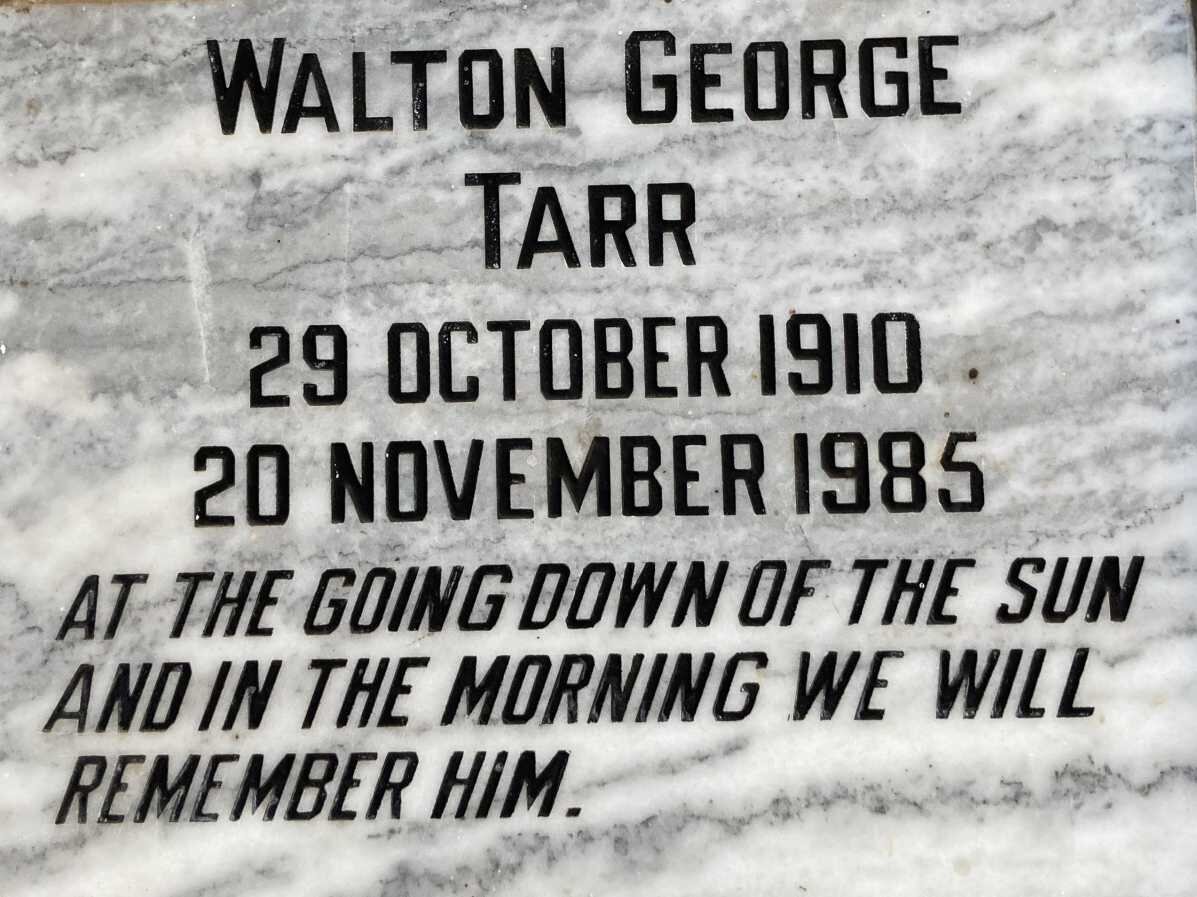 WALTON GEORGE
TARR
29 OCTOBER 1910
20 NOVEMBER 1985
AT THE GOING DOWN OF THE SUN
AND IN THE MORNING WE WILL
REMEMBER HIM.